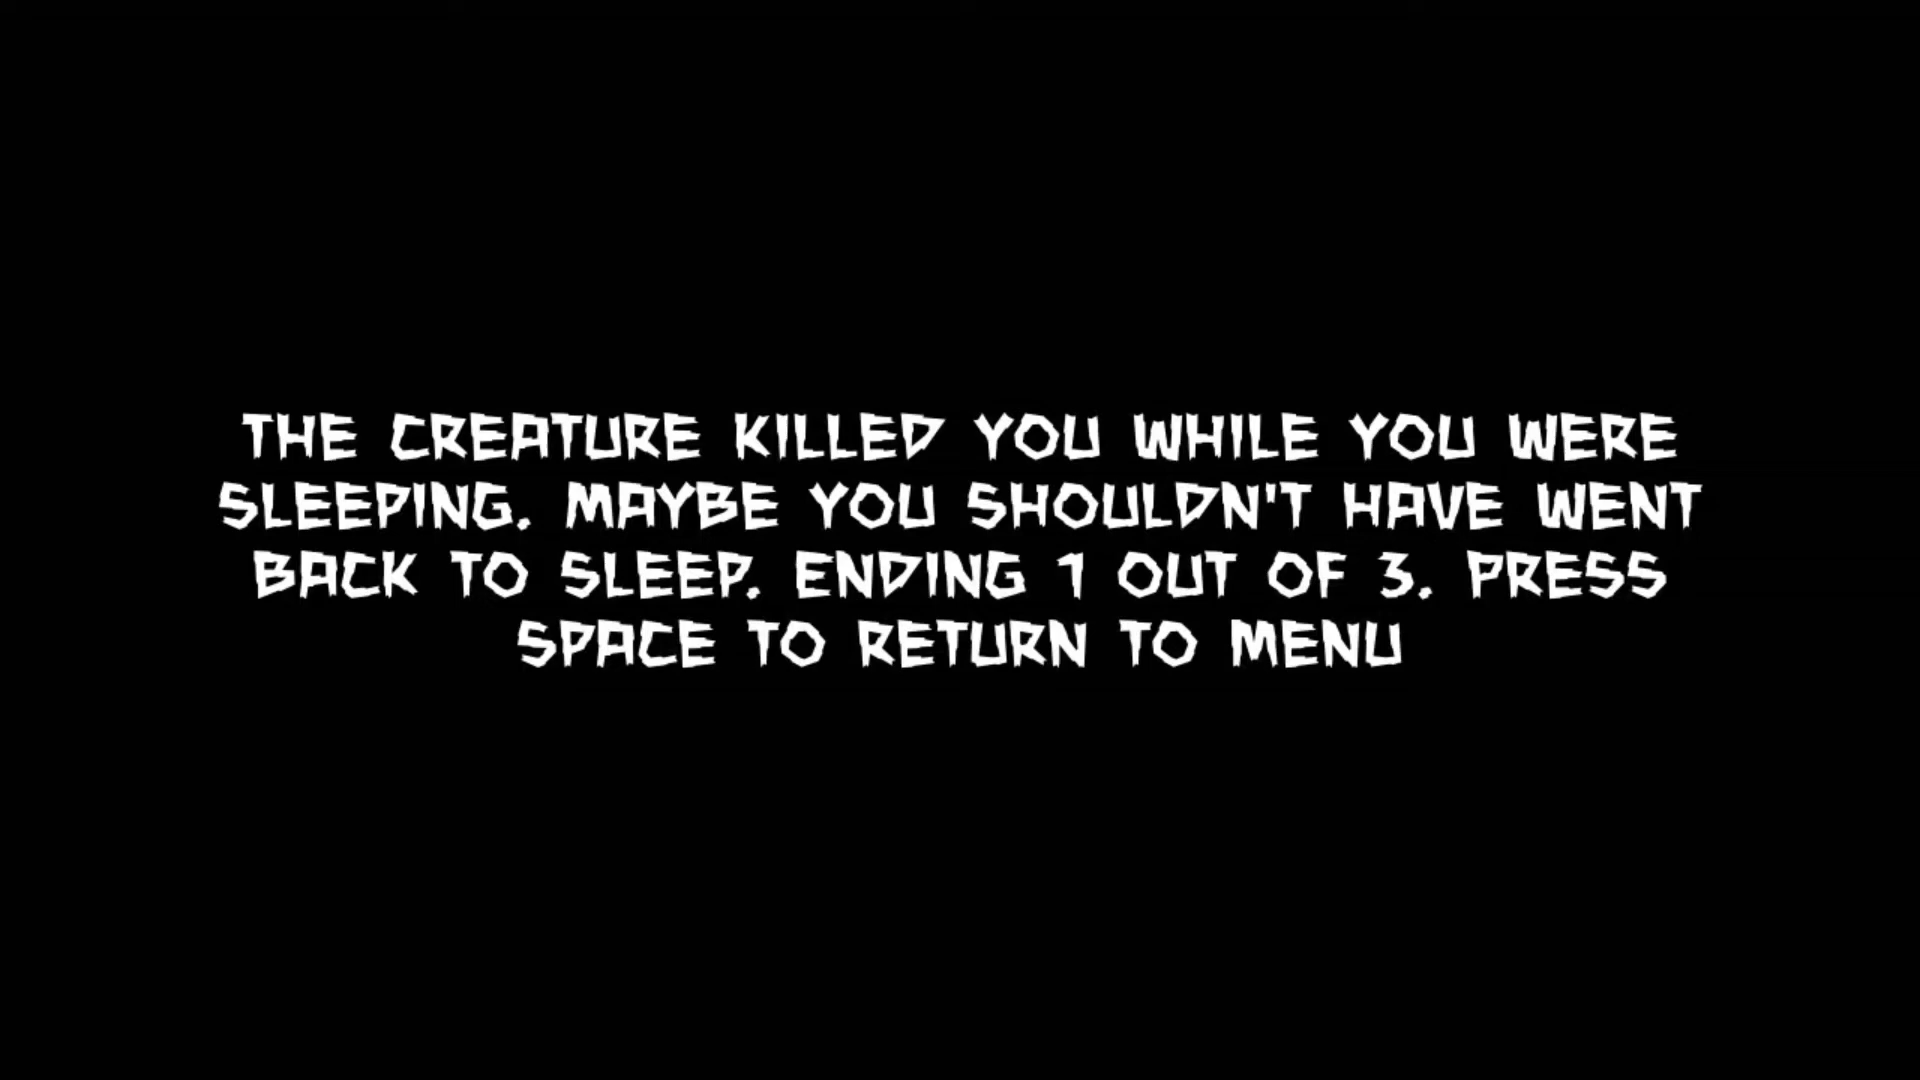 THE CREATURE KILLED YOU WHILE YOU WERE
SLEEPING. MAYBE YOU SHOULDN'T HAVE WENT
BACK TO SLEEP. ENDING 1 OUT OF 3. PRESS
SPACE TO RETURN TO MENU